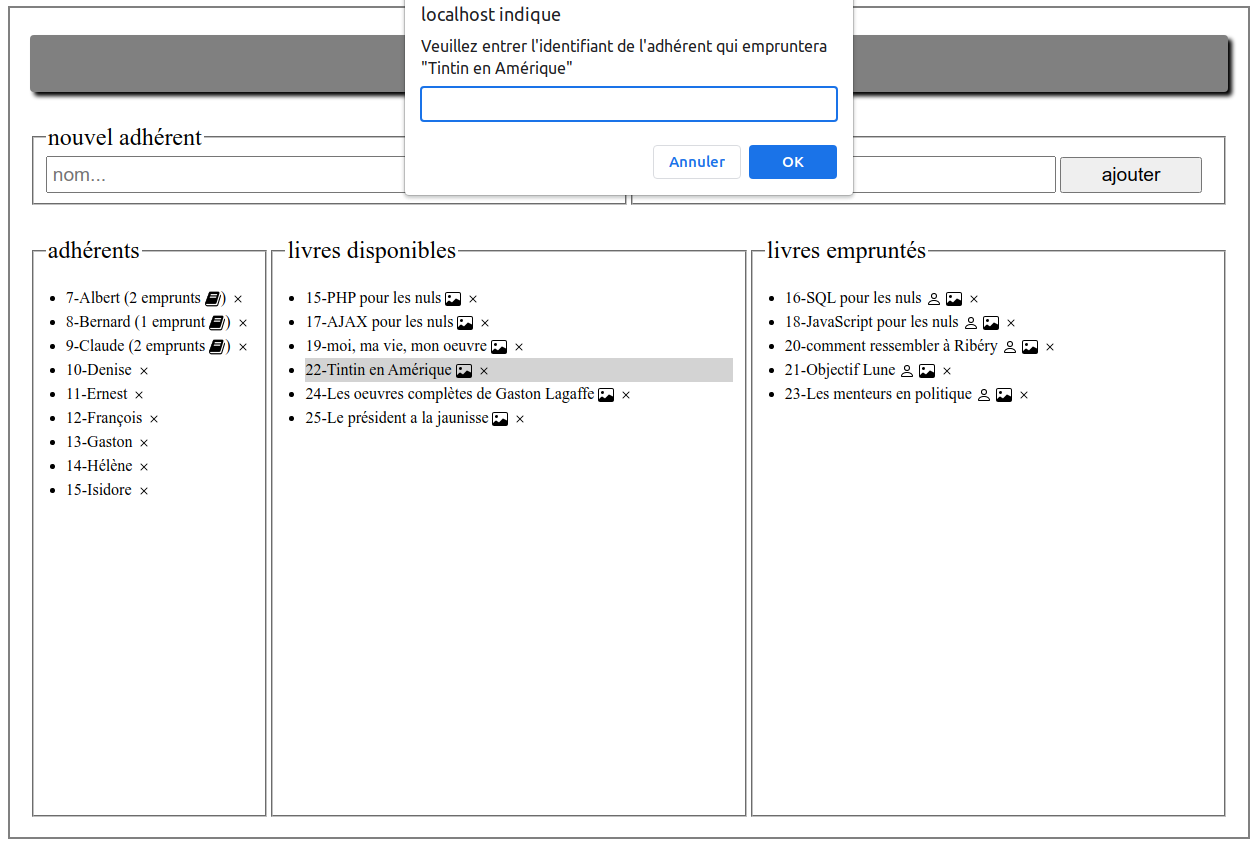 localhost indique
Veuillez entrer l'identifiant de l'adhérent qui empruntera
"Tintin en Amérique"
Annuler
OK
nouvel adhérent
nom...
ajouter
adhérents
7-Albert (2 emprunts ) ×
8-Bernard (1 emprunt ) ×
9-Claude (2 emprunts ) ×
10-Denise ×
11-Ernest ×
12-François ×
13-Gaston ×
14-Hélène ×
15-Isidore ×
livres disponibles
15-PHP pour les nuls ×
17-AJAX pour les nuls ×
19-moi, ma vie, mon oeuvre ×
22-Tintin en Amérique ×
24-Les oeuvres complètes de Gaston Lagaffe ×
25-Le président a la jaunisse ×
livres empruntés
16-SQL pour les nuls ×
18-JavaScript pour les nuls ×
20-comment ressembler à Ribéry ×
21-Objectif Lune ×
23-Les menteurs en politique ×